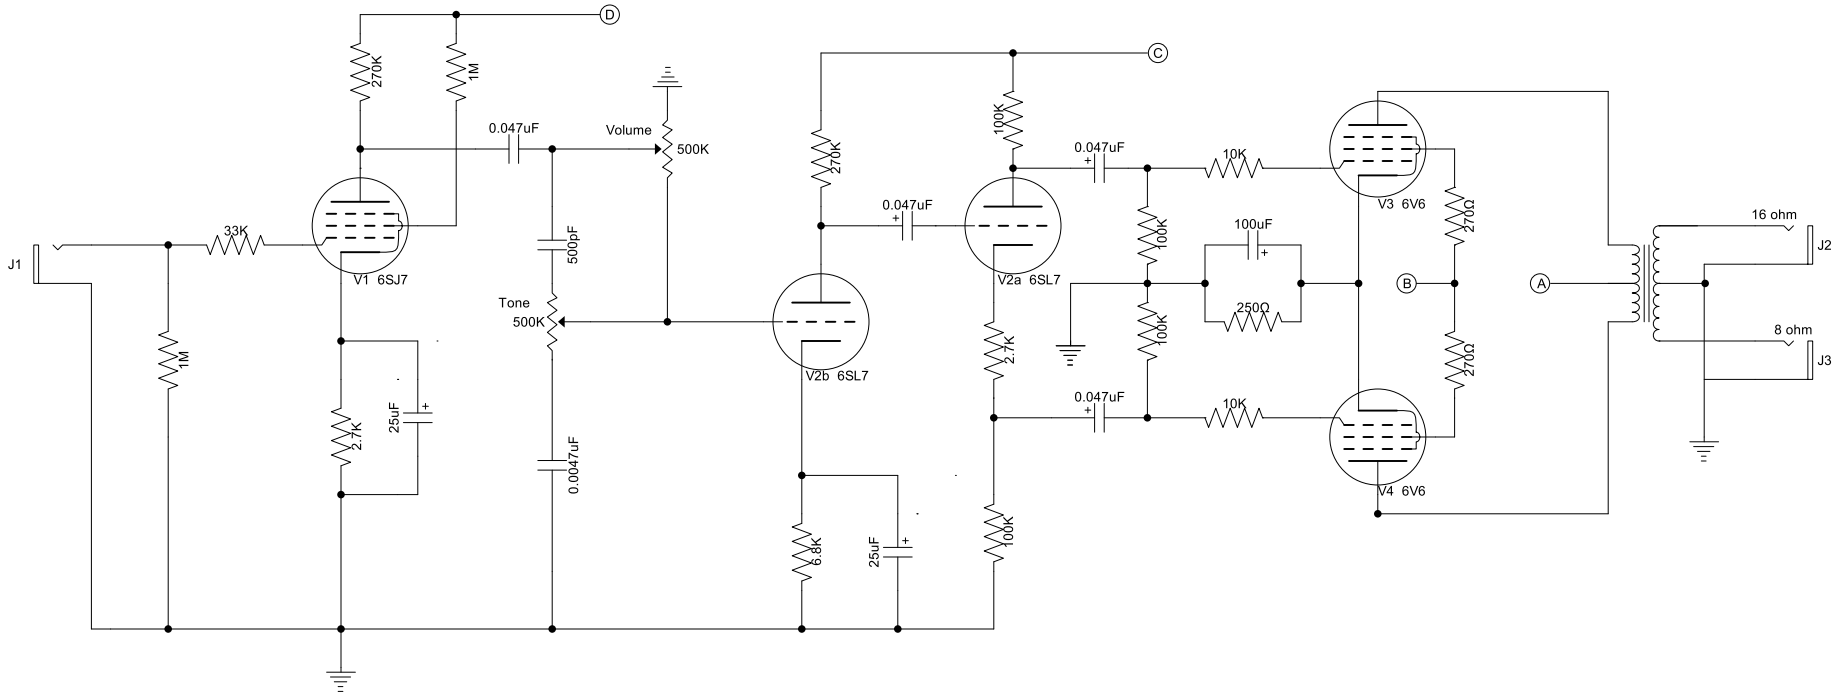 D
C
270K
1M
100K
0.047uF
Volume
500K
270K
0.047uF
10K
V3 6V6
33K
0.047uF
100K
100uF
270Ω
16 ohm
J1
500pF
J2
V1 6SJ7
V2a 6SL7
B
A
Tone
500K
250Ω
100K
8 ohm
1M
2.7K
270Ω
J3
V2b 6SL7
25uF
2.7K
0.047uF
10K
0.0047uF
V4 6V6
6.8K
25uF
100K